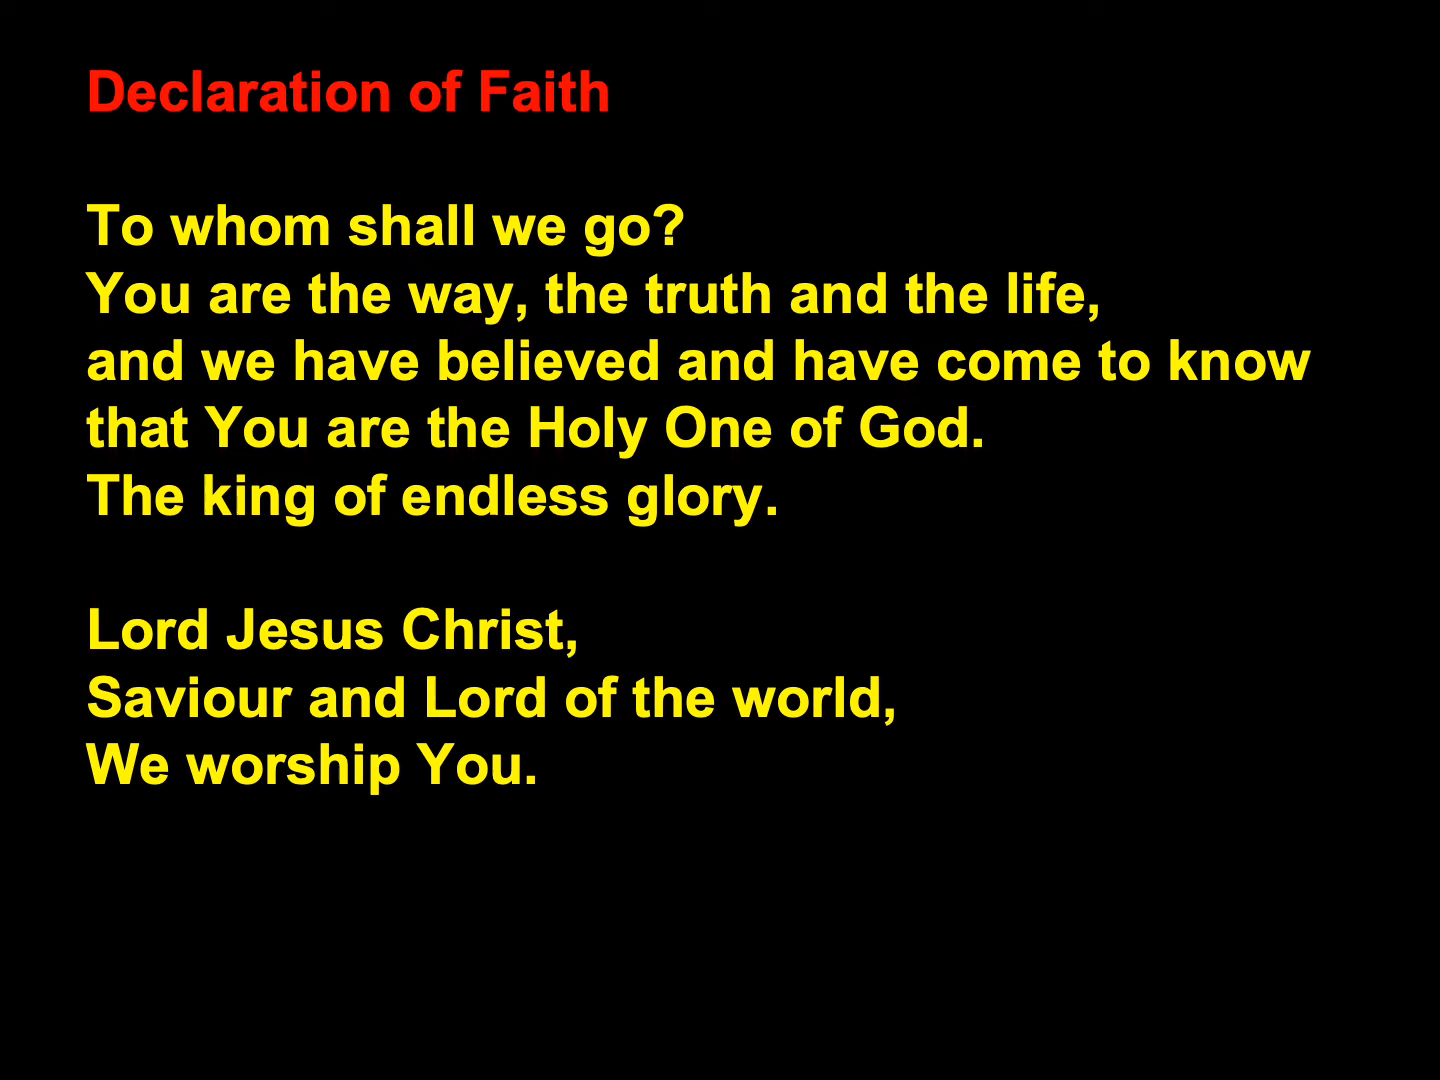 Declaration of Faith
To whom shall we go?
You are the way, the truth and the life,
and we have believed and have come to know
that You are the Holy One of God.
The king of endless glory.
Lord Jesus Christ,
Saviour and Lord of the world,
We worship You.